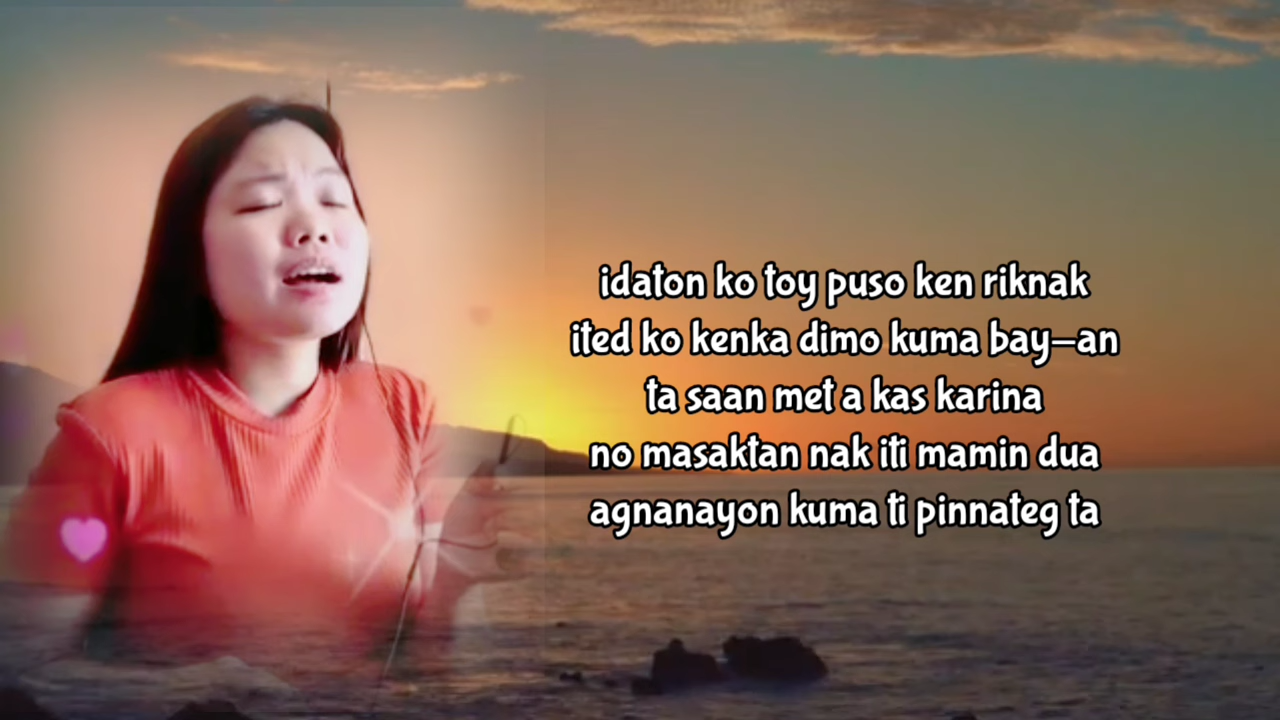 idaton ko toy puso ken riknak
ited ko kenka dimo kuma bay-an
ta saan met a kas karina
no masaktan nak iti mamin dua
agnanayon kuma ti pinnateg ta